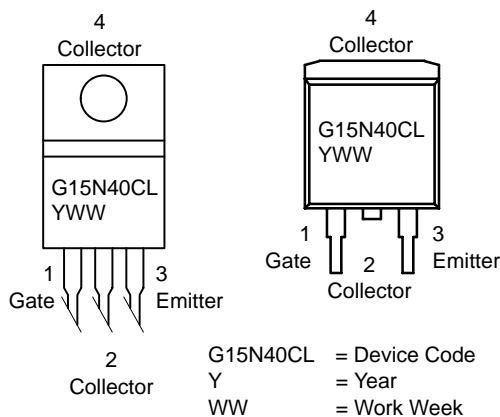 4
Collector
G15N40CL
YWW
1
Gate
3
Emitter
2
Collector
4
Collector
G15N40CL
YWW
1
Gate
2
Collector
3
Emitter
G15N40CL = Device Code
Y = Year
WW = Work Week